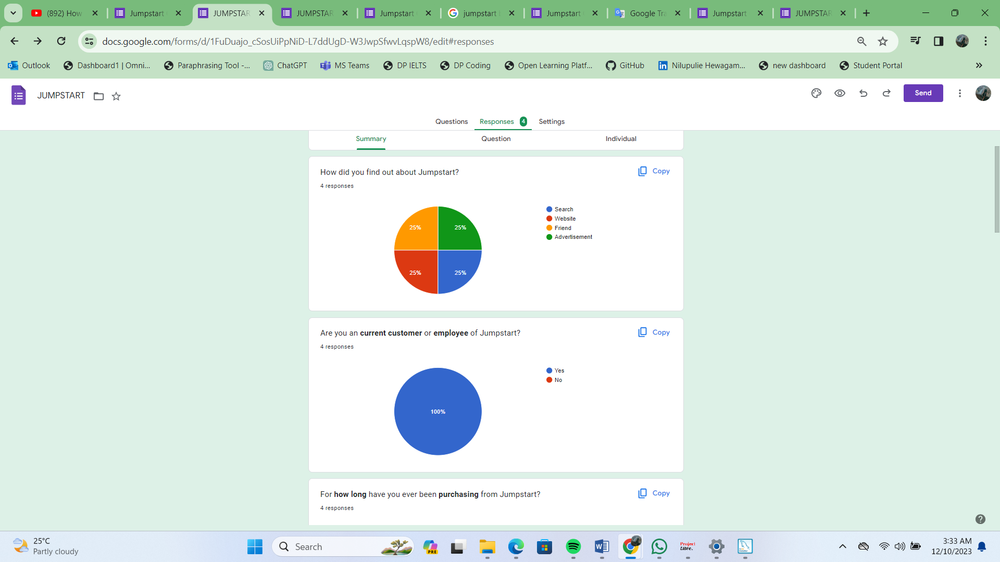 (892) How
Jumpstart
JUMPSTAR
JUMPSTAR
Jumpstart
jumpstart
Jumpstart
Google Tra
Jumpstart
JUMPSTAR
docs.google.com/forms/d/1FuDuajo_cSosUiPpNiD-L7ddUgD-W3JwpSfwvLqspW8/edit#responses
Outlook
Dashboard1 | Omni...
Paraphrasing Tool -...
ChatGPT
MS Teams
DP IELTS
DP Coding
Open Learning Platf...
GitHub
Nilupulie Hewagam...
new dashboard
Student Portal
JUMPSTART
Send
Questions
Responses 4
Settings
Summary
Question
Individual
How did you find out about Jumpstart?
Copy
4 responses
25%
25%
25%
25%
Search
Website
Friend
Advertisement
Are you an current customer or employee of Jumpstart?
Copy
4 responses
100%
Yes
No
For how long have you ever been purchasing from Jumpstart?
Copy
4 responses
25°C
Partly cloudy
Search
PRE
Project
Libre.
3:33 AM
12/10/2023